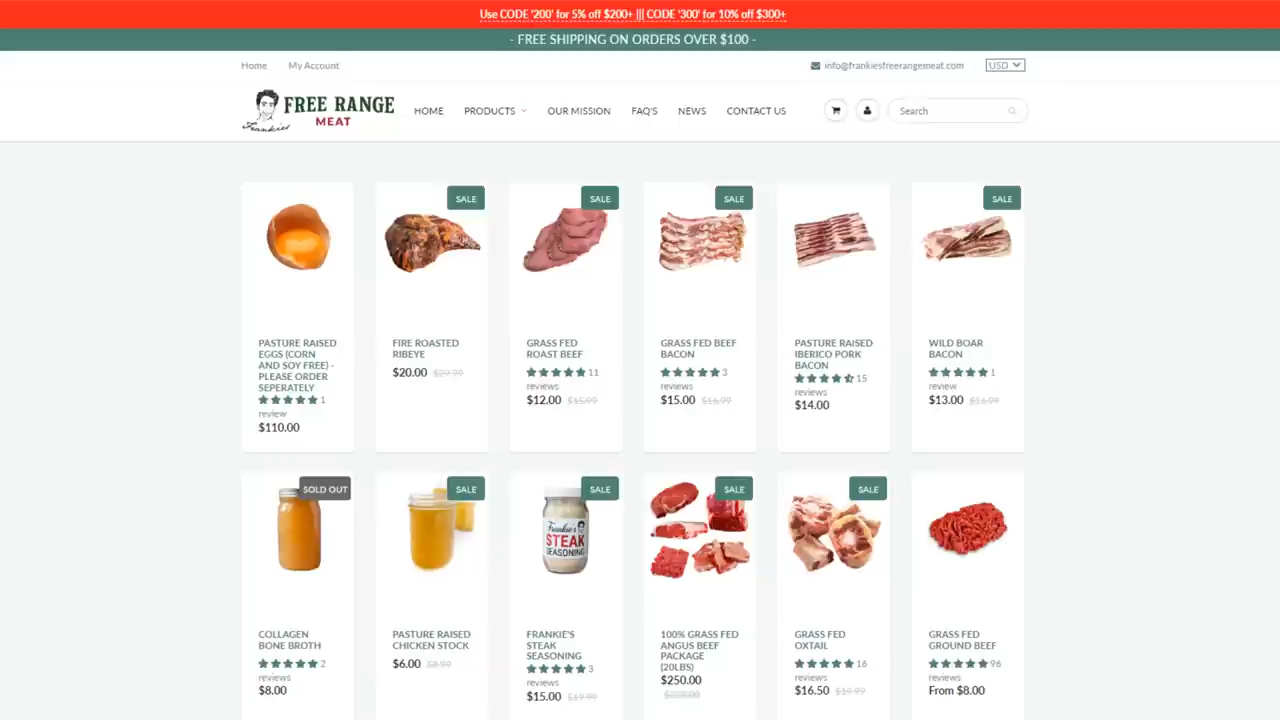 Use CODE '200' for 5% off $200+ ||| CODE '300' for 10% off $300+
- FREE SHIPPING ON ORDERS OVER $100 -
Home My Account info@frankiesfreerangemeat.com USD
Frankies FREE RANGE MEAT
HOME PRODUCTS OUR MISSION FAQ'S NEWS CONTACT US Search
PASTURE RAISED
EGGS (CORN
AND SOY FREE) -
PLEASE ORDER
SEPERATELY
1
review
$110.00
SALE
FIRE ROASTED
RIBEYE
$20.00 $29.99
SALE
GRASS FED
ROAST BEEF
11
reviews
$12.00 $15.99
SALE
GRASS FED BEEF
BACON
3
reviews
$15.00 $16.99
PASTURE RAISED
IBERICO PORK
BACON
15
reviews
$14.00
SALE
WILD BOAR
BACON
1
review
$13.00 $16.99
SOLD OUT
COLLAGEN
BONE BROTH
2
reviews
$8.00
SALE
PASTURE RAISED
CHICKEN STOCK
$6.00 $8.99
SALE
Frankie's
STEAK
SEASONING
FRANKIE'S
STEAK
SEASONING
3
reviews
$15.00 $19.99
SALE
100% GRASS FED
ANGUS BEEF
PACKAGE
(20LBS)
$250.00
SALE
GRASS FED
OXTAIL
16
reviews
$16.50 $19.99
GRASS FED
GROUND BEEF
96
reviews
From $8.00